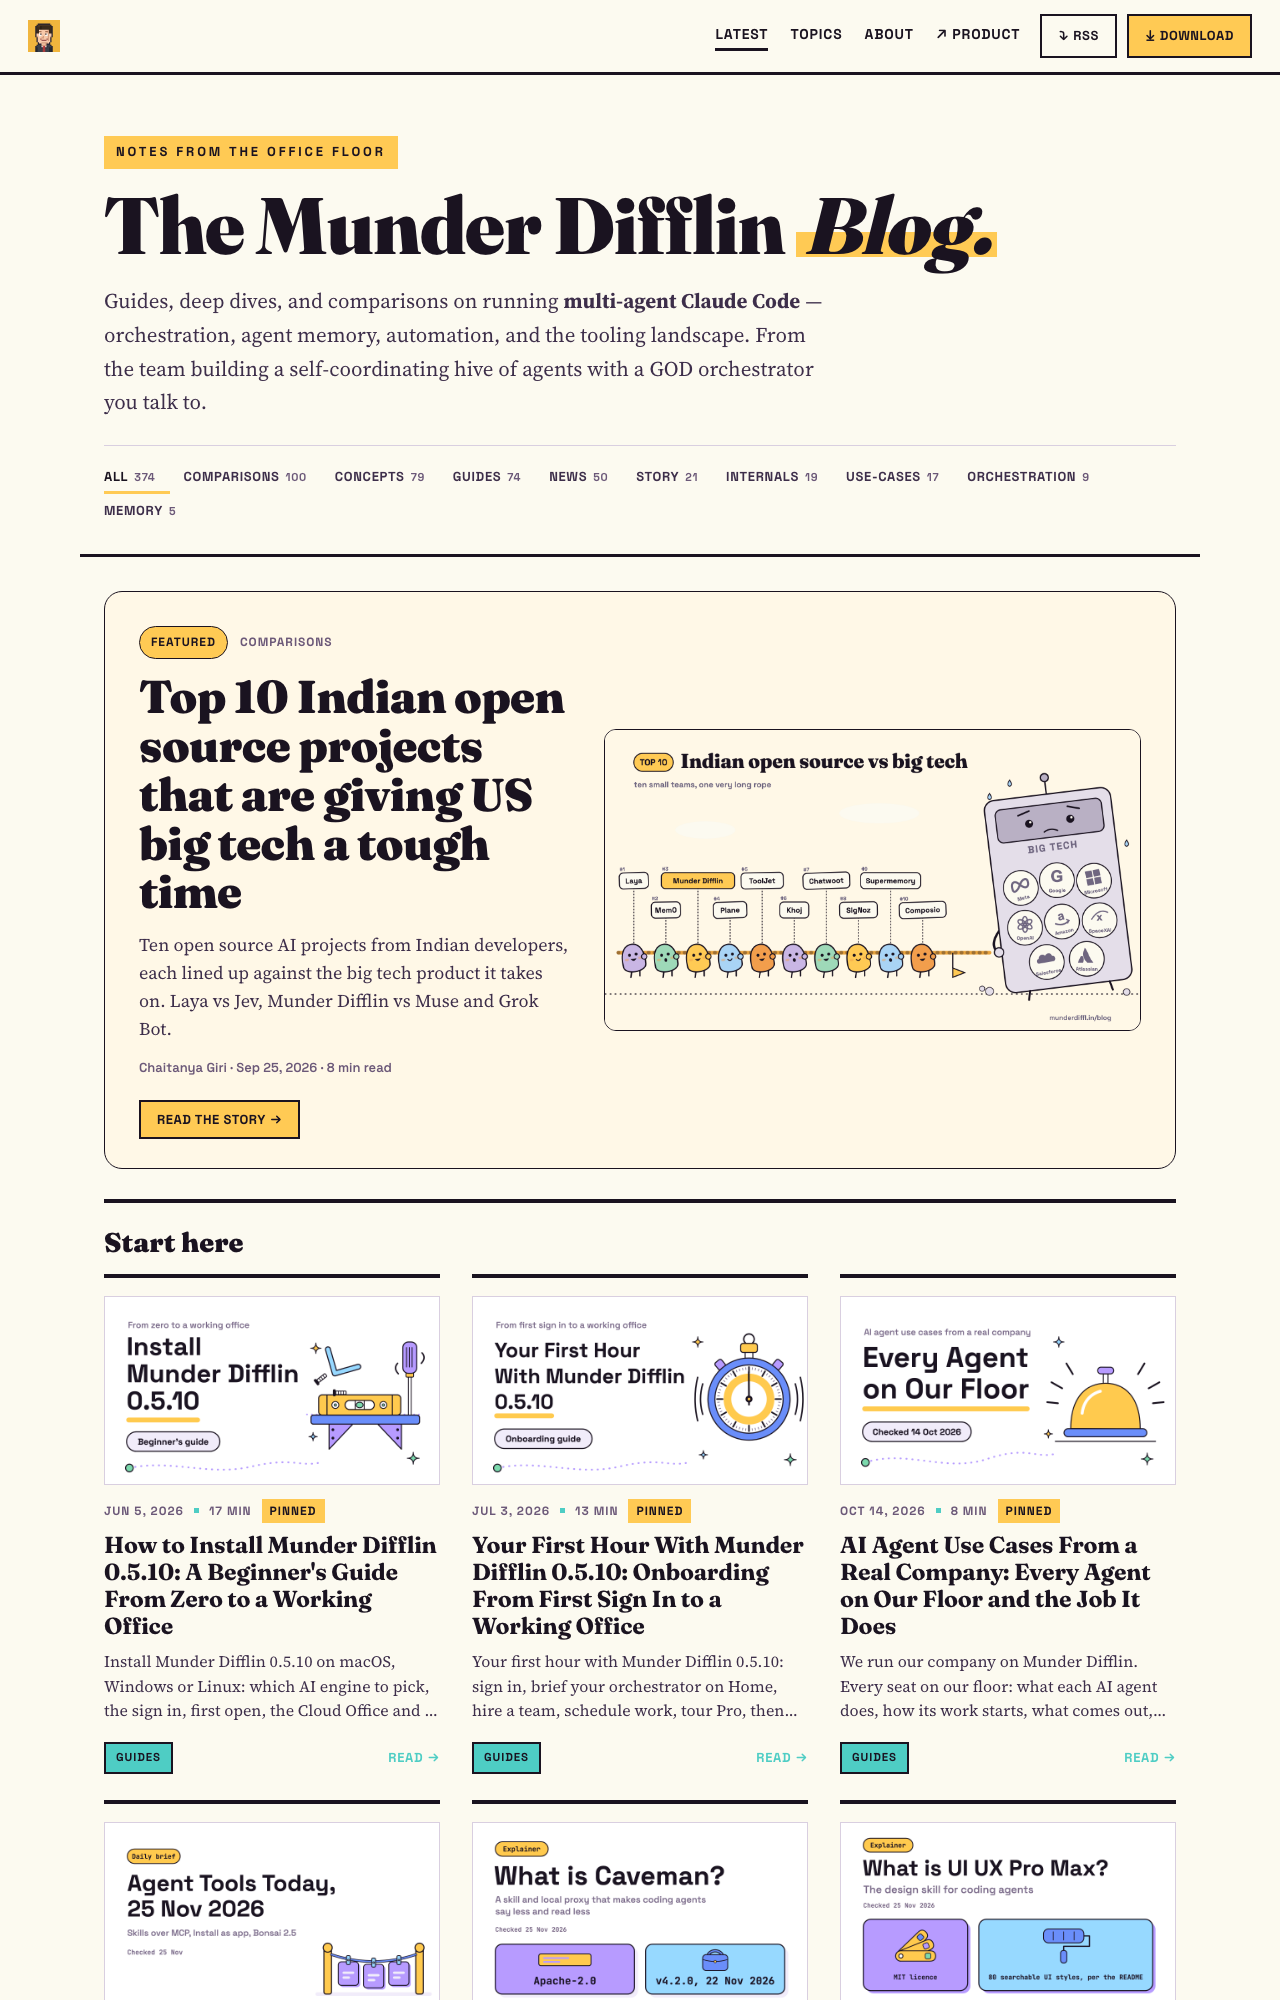 LATEST TOPICS ABOUT ↗ PRODUCT ↴ RSS DOWNLOAD
NOTES FROM THE OFFICE FLOOR
The Munder Difflin Blog.
Guides, deep dives, and comparisons on running multi-agent Claude Code —
orchestration, agent memory, automation, and the tooling landscape. From
the team building a self-coordinating hive of agents with a GOD orchestrator
you talk to.
ALL 374 COMPARISONS 100 CONCEPTS 79 GUIDES 74 NEWS 50 STORY 21 INTERNALS 19 USE-CASES 17 ORCHESTRATION 9
MEMORY 5
FEATURED COMPARISONS
Top 10 Indian open
source projects
that are giving US
big tech a tough
time
Ten open source AI projects from Indian developers,
each lined up against the big tech product it takes
on. Laya vs Jev, Munder Difflin vs Muse and Grok
Bot.
Chaitanya Giri · Sep 25, 2026 · 8 min read
READ THE STORY →
TOP 10 Indian open source vs big tech
ten small teams, one very long rope
BIG TECH
#1 Laya
#2 Mem0
#3 Munder Difflin
#4 Plane
#5 ToolJet
#6 Khoj
#7 Chatwoot
#8 SigNoz
#9 Supermemory
#10 Composio
Meta
G Google
Microsoft
OpenAI
a Amazon
X SpaceXAI
Salesforce
Atlassian
munderdiffl.in/blog
Start here
From zero to a working office
Install
Munder Difflin
0.5.10
Beginner's guide
JUN 5, 2026 17 MIN PINNED
How to Install Munder Difflin
0.5.10: A Beginner's Guide
From Zero to a Working
Office
Install Munder Difflin 0.5.10 on macOS,
Windows or Linux: which AI engine to pick,
the sign in, first open, the Cloud Office and ...
GUIDES READ →
From first sign in to a working office
Your First Hour
With Munder Difflin
0.5.10
Onboarding guide
JUL 3, 2026 13 MIN PINNED
Your First Hour With Munder
Difflin 0.5.10: Onboarding
From First Sign In to a
Working Office
Your first hour with Munder Difflin 0.5.10:
sign in, brief your orchestrator on Home,
hire a team, schedule work, tour Pro, then...
GUIDES READ →
AI agent use cases from a real company
Every Agent
on Our Floor
Checked 14 Oct 2026
OCT 14, 2026 8 MIN PINNED
AI Agent Use Cases From a
Real Company: Every Agent
on Our Floor and the Job It
Does
We run our company on Munder Difflin.
Every seat on our floor: what each AI agent
does, how its work starts, what comes out,...
GUIDES READ →
Daily brief
Agent Tools Today,
25 Nov 2026
Skills over MCP, Install as app, Bonsai 2.5
Checked 25 Nov
Explainer
What is Caveman?
A skill and local proxy that makes coding agents
say less and read less
Checked 25 Nov 2026
Apache-2.0
v4.2.0, 22 Nov 2026
Explainer
What is UI UX Pro Max?
The design skill for coding agents
Checked 25 Nov 2026
MIT licence
80 searchable UI styles, per the README